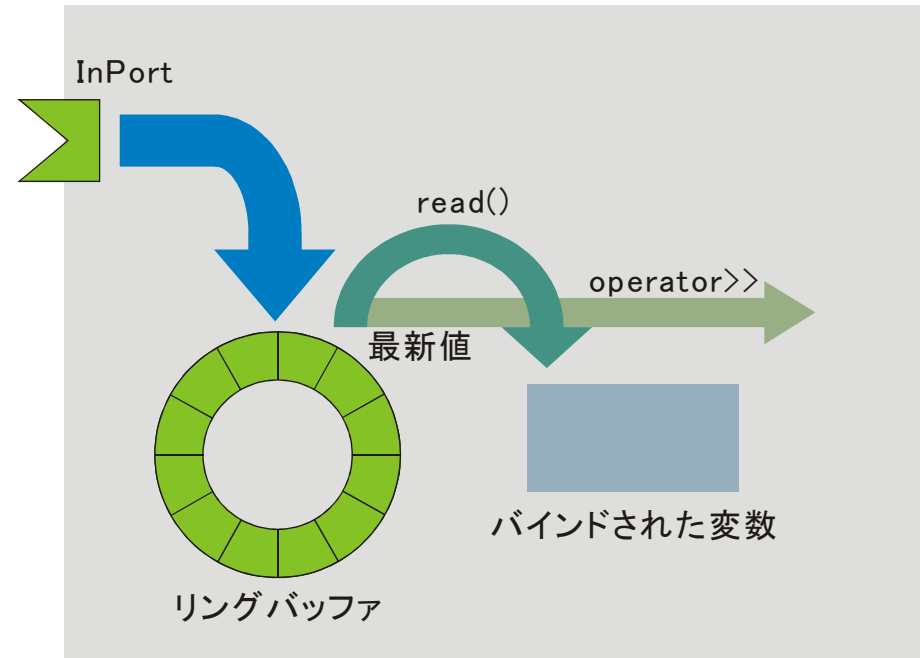 InPort
read()
operator>>
最新値
バインドされた変数
リングバッファ